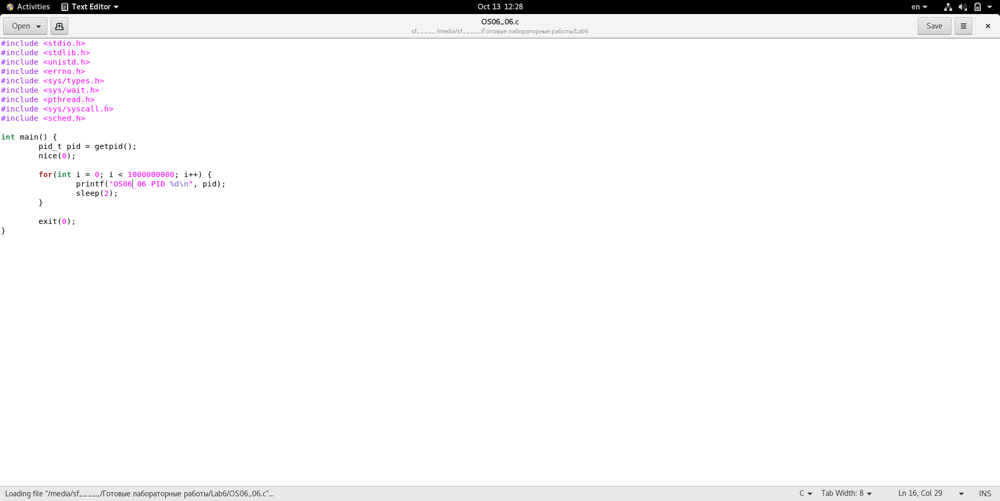 Activities Text Editor Oct 13 12:28 en
Open OS06_06.c Save
sf_____ /media/sf_____/Готовые лабораторные работы/Lab6
#include <stdio.h>
#include <stdlib.h>
#include <unistd.h>
#include <errno.h>
#include <sys/types.h>
#include <sys/wait.h>
#include <pthread.h>
#include <sys/syscall.h>
#include <sched.h>
int main() {
        pid_t pid = getpid();
        nice(0);
        for(int i = 0; i < 1000000000; i++) {
                printf("OS06_06 PID %d\n", pid);
                sleep(2);
        }
        exit(0);
}
Loading file “/media/sf_____/Готовые лабораторные работы/Lab6/OS06_06.c”… C Tab Width: 8 Ln 16, Col 29 INS